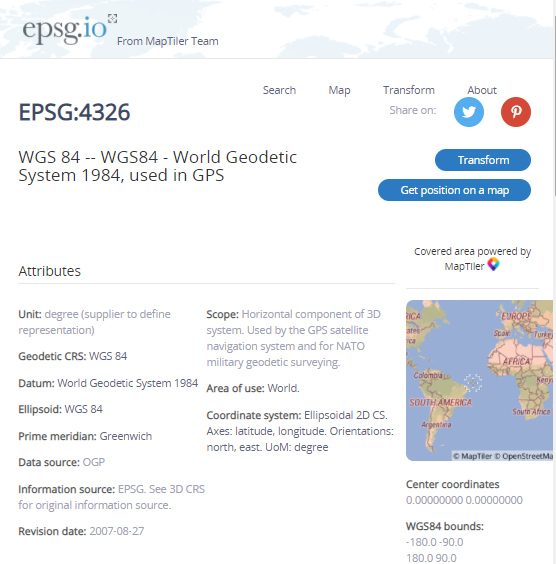 epsg.io
From MapTiler Team
Search
Map
Transform
About
EPSG:4326
Share on:
WGS 84 -- WGS84 - World Geodetic
System 1984, used in GPS
Transform
Get position on a map
Covered area powered by
MapTiler
Attributes
Unit: degree (supplier to define
representation)
Geodetic CRS: WGS 84
Datum: World Geodetic System 1984
Ellipsoid: WGS 84
Prime meridian: Greenwich
Data source: OGP
Information source: EPSG. See 3D CRS
for original information source.
Revision date: 2007-08-27
Scope: Horizontal component of 3D
system. Used by the GPS satellite
navigation system and for NATO
military geodetic surveying.
Area of use: World.
Coordinate system: Ellipsoidal 2D CS.
Axes: latitude, longitude. Orientations:
north, east. UoM: degree
RICA
EUROPE
Spain
Turke
AFRICA
Colombia
Keny
SOUTH AMERICA
South Africa
Argentina
© MapTiler © OpenStreetMa
Center coordinates
0.00000000 0.00000000
WGS84 bounds:
-180.0 -90.0
180.0 90.0